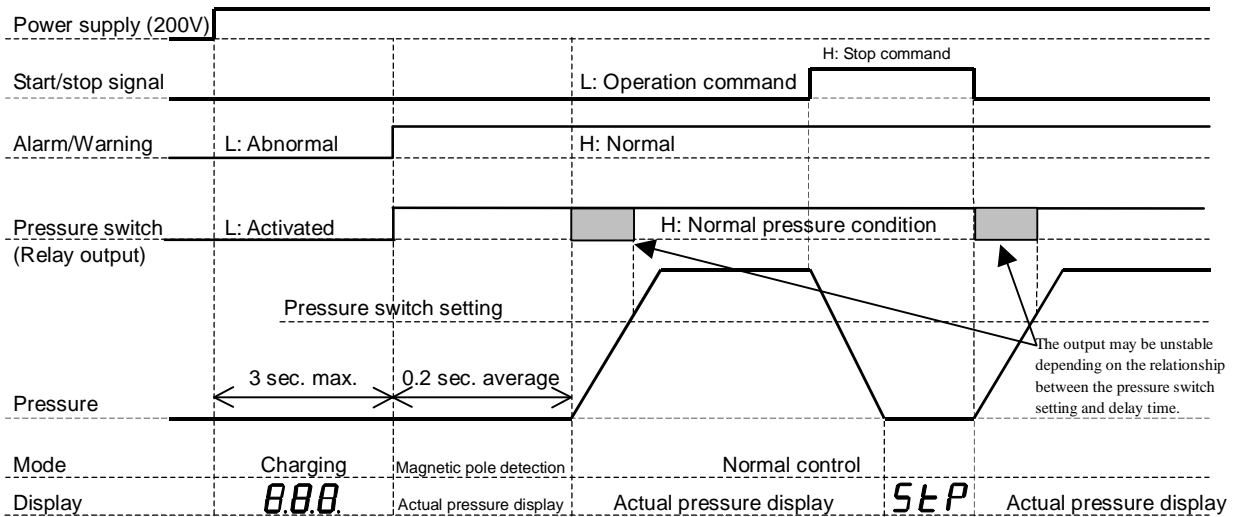 Power supply (200V)
H: Stop command
Start/stop signal
L: Operation command
Alarm/Warning
L: Abnormal
H: Normal
Pressure switch
(Relay output)
L: Activated
H: Normal pressure condition
Pressure switch setting
The output may be unstable
depending on the relationship
between the pressure switch
setting and delay time.
3 sec. max.
0.2 sec. average
Pressure
Mode
Charging
Magnetic pole detection
Normal control
Display
8.8.8.
Actual pressure display
Actual pressure display
StP
Actual pressure display